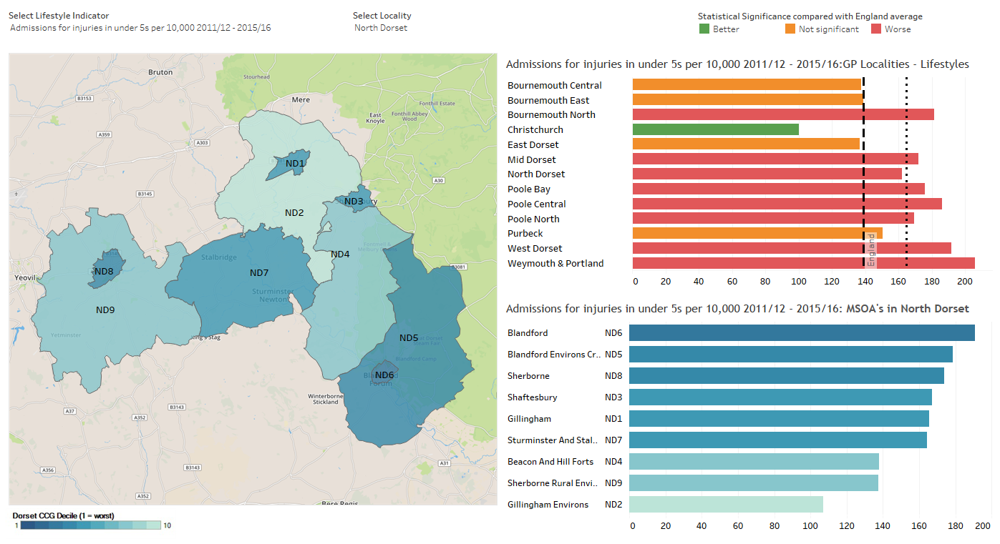 Select Lifestyle Indicator
Admissions for injuries in under 5s per 10,000 2011/12 - 2015/16
Select Locality
North Dorset
Statistical Significance compared with England average
Better
Not significant
Worse
Bruton
Stourhead
B3153
Mere
Fonthill Estate
East
Knoyle
Fonthill Abbey
Wood
A359
A303
ND1
A30
B3145
ND3
ND2
ND4
Stalbridge
ND8
ND7
B3081
Yeovil
Sturminster
Newton
ND9
Yetminster
ND5
Blandford Camp
ND6
Forum
Winterborne
Stickland
A37
B3143
A352
A31
A356
B3143
A352
Bere Regis
Dorset CCG Decile (1 = worst)
1
10
Admissions for injuries in under 5s per 10,000 2011/12 - 2015/16:GP Localities - Lifestyles
Bournemouth Central
Bournemouth East
Bournemouth North
Christchurch
East Dorset
Mid Dorset
North Dorset
Poole Bay
Poole Central
Poole North
Purbeck
West Dorset
Weymouth & Portland
England
0 20 40 60 80 100 120 140 160 180 200
Admissions for injuries in under 5s per 10,000 2011/12 - 2015/16: MSOA's in North Dorset
Blandford ND6
Blandford Environs Cr.. ND5
Sherborne ND8
Shaftesbury ND3
Gillingham ND1
Sturminster And Stal.. ND7
Beacon And Hill Forts ND4
Sherborne Rural Envi.. ND9
Gillingham Environs ND2
0 20 40 60 80 100 120 140 160 180 200